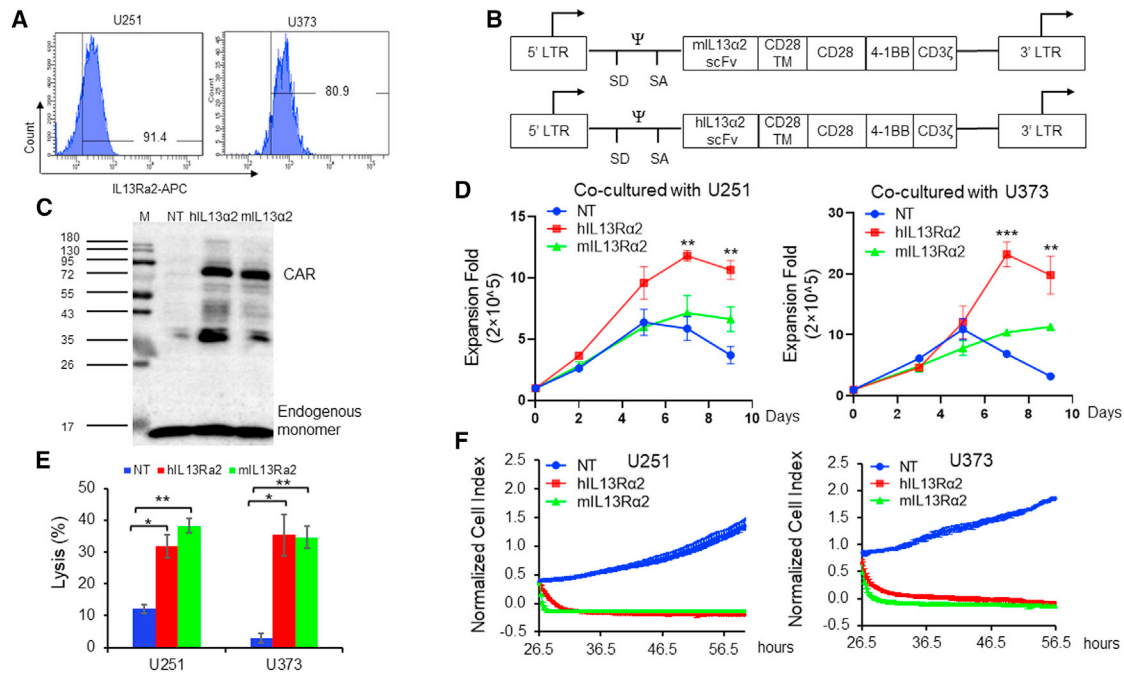 A
U251
U373
Count
91.4
Count
80.9
IL13Ra2-APC
B
5' LTR
Ψ
SD
SA
mIL13α2
scFv
CD28
TM
CD28
4-1BB
CD3ζ
3' LTR
5' LTR
Ψ
SD
SA
hIL13α2
scFv
CD28
TM
CD28
4-1BB
CD3ζ
3' LTR
C
M NT hIL13α2 mIL13α2
180
130
95
72
55
43
35
26
17
CAR
Endogenous
monomer
D
Co-cultured with U251
NT
hIL13Rα2
mIL13Rα2
** **
Expansion Fold
(2×10^5)
15
10
5
0
0 2 4 6 8 10 Days
Co-cultured with U373
NT
hIL13Rα2
mIL13Rα2
*** **
Expansion Fold
(2×10^5)
30
20
10
0
0 2 4 6 8 10 Days
E
NT hIL13Ra2 mIL13Ra2
Lysis (%)
50
40
30
20
10
0
**
*
**
*
U251 U373
F
U251
NT
hIL13Rα2
mIL13Rα2
Normalized Cell Index
2.5
2.0
1.5
1.0
0.5
0.0
-0.5
26.5 36.5 46.5 56.5 hours
U373
NT
hIL13Rα2
mIL13Rα2
Normalized Cell Index
2.5
2.0
1.5
1.0
0.5
0.0
-0.5
26.5 36.5 46.5 56.5 hours